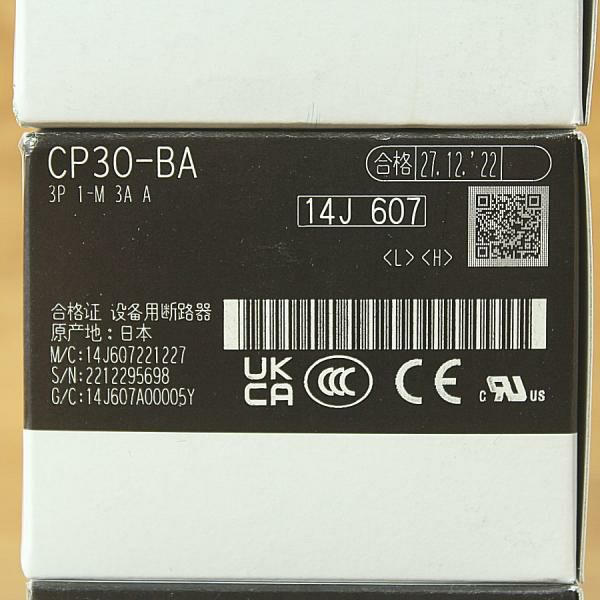 CP30-BA
合格 27.12.'22
3P 1-M 3A A
14J 607
<L> <H>
合格证 设备用断路器
原产地:日本
M/C:14J607221227
S/N:2212295698
G/C:14J607A00005Y
UK
CA
CCC
CE
c RU US